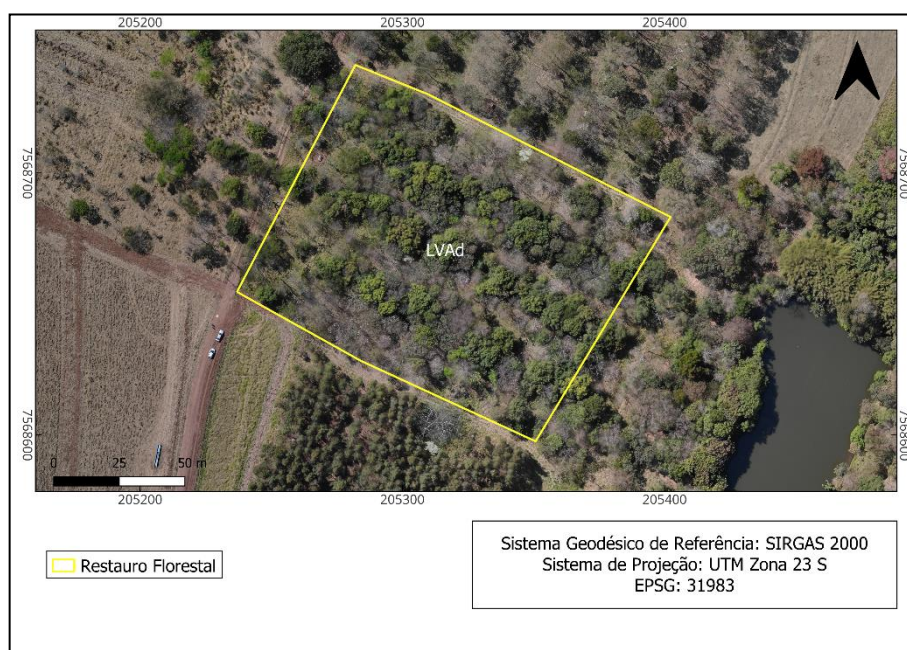 205200 205300 205400
7568700 7568700
LVAd
7568600 7568600
0 25 50 m
205200 205300 205400
Restauro Florestal
Sistema Geodésico de Referência: SIRGAS 2000
Sistema de Projeção: UTM Zona 23 S
EPSG: 31983